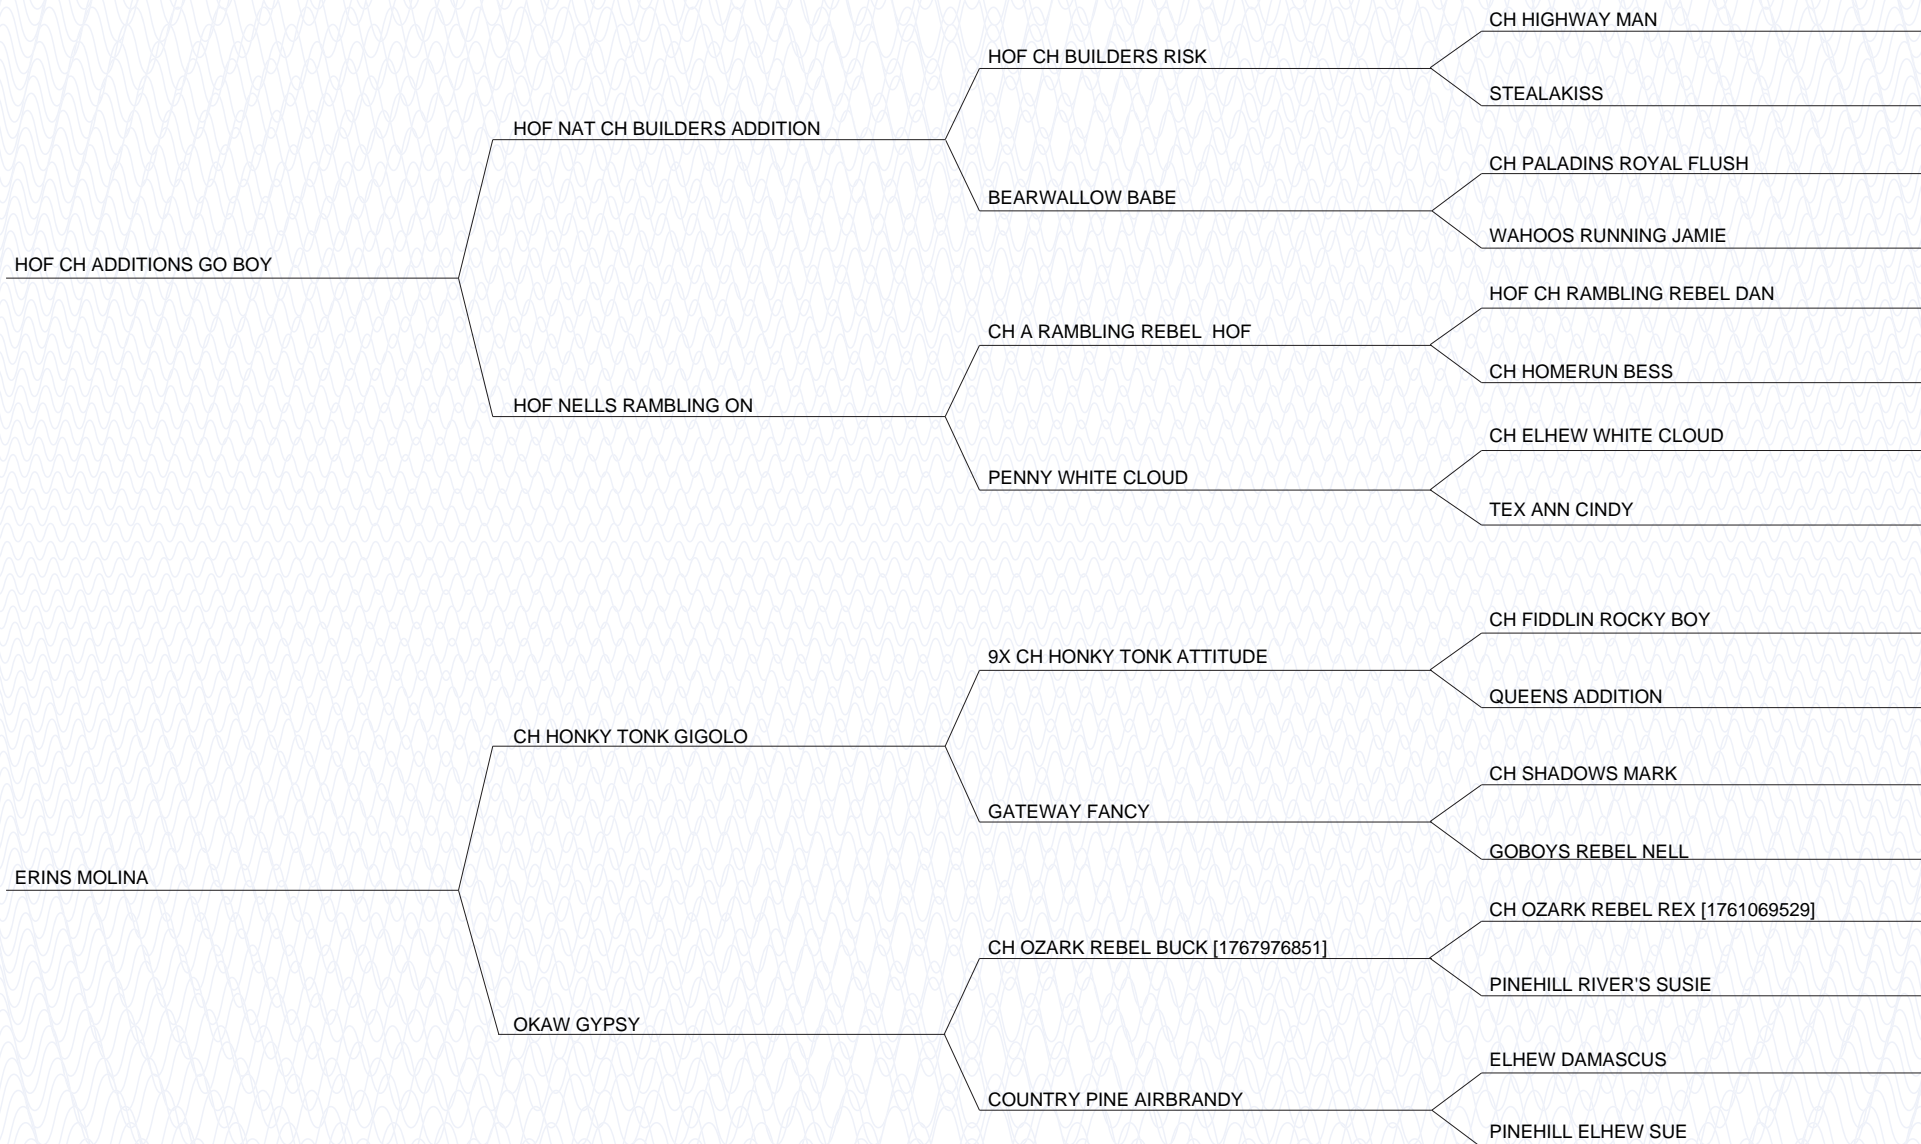 CH HIGHWAY MAN
HOF CH BUILDERS RISK
STEALAKISS
HOF NAT CH BUILDERS ADDITION
CH PALADINS ROYAL FLUSH
BEARWALLOW BABE
WAHOOS RUNNING JAMIE
HOF CH ADDITIONS GO BOY
HOF CH RAMBLING REBEL DAN
CH A RAMBLING REBEL  HOF
CH HOMERUN BESS
HOF NELLS RAMBLING ON
CH ELHEW WHITE CLOUD
PENNY WHITE CLOUD
TEX ANN CINDY
CH FIDDLIN ROCKY BOY
9X CH HONKY TONK ATTITUDE
QUEENS ADDITION
CH HONKY TONK GIGOLO
CH SHADOWS MARK
GATEWAY FANCY
GOBOYS REBEL NELL
ERINS MOLINA
CH OZARK REBEL REX [1761069529]
CH OZARK REBEL BUCK [1767976851]
PINEHILL RIVER'S SUSIE
OKAW GYPSY
ELHEW DAMASCUS
COUNTRY PINE AIRBRANDY
PINEHILL ELHEW SUE